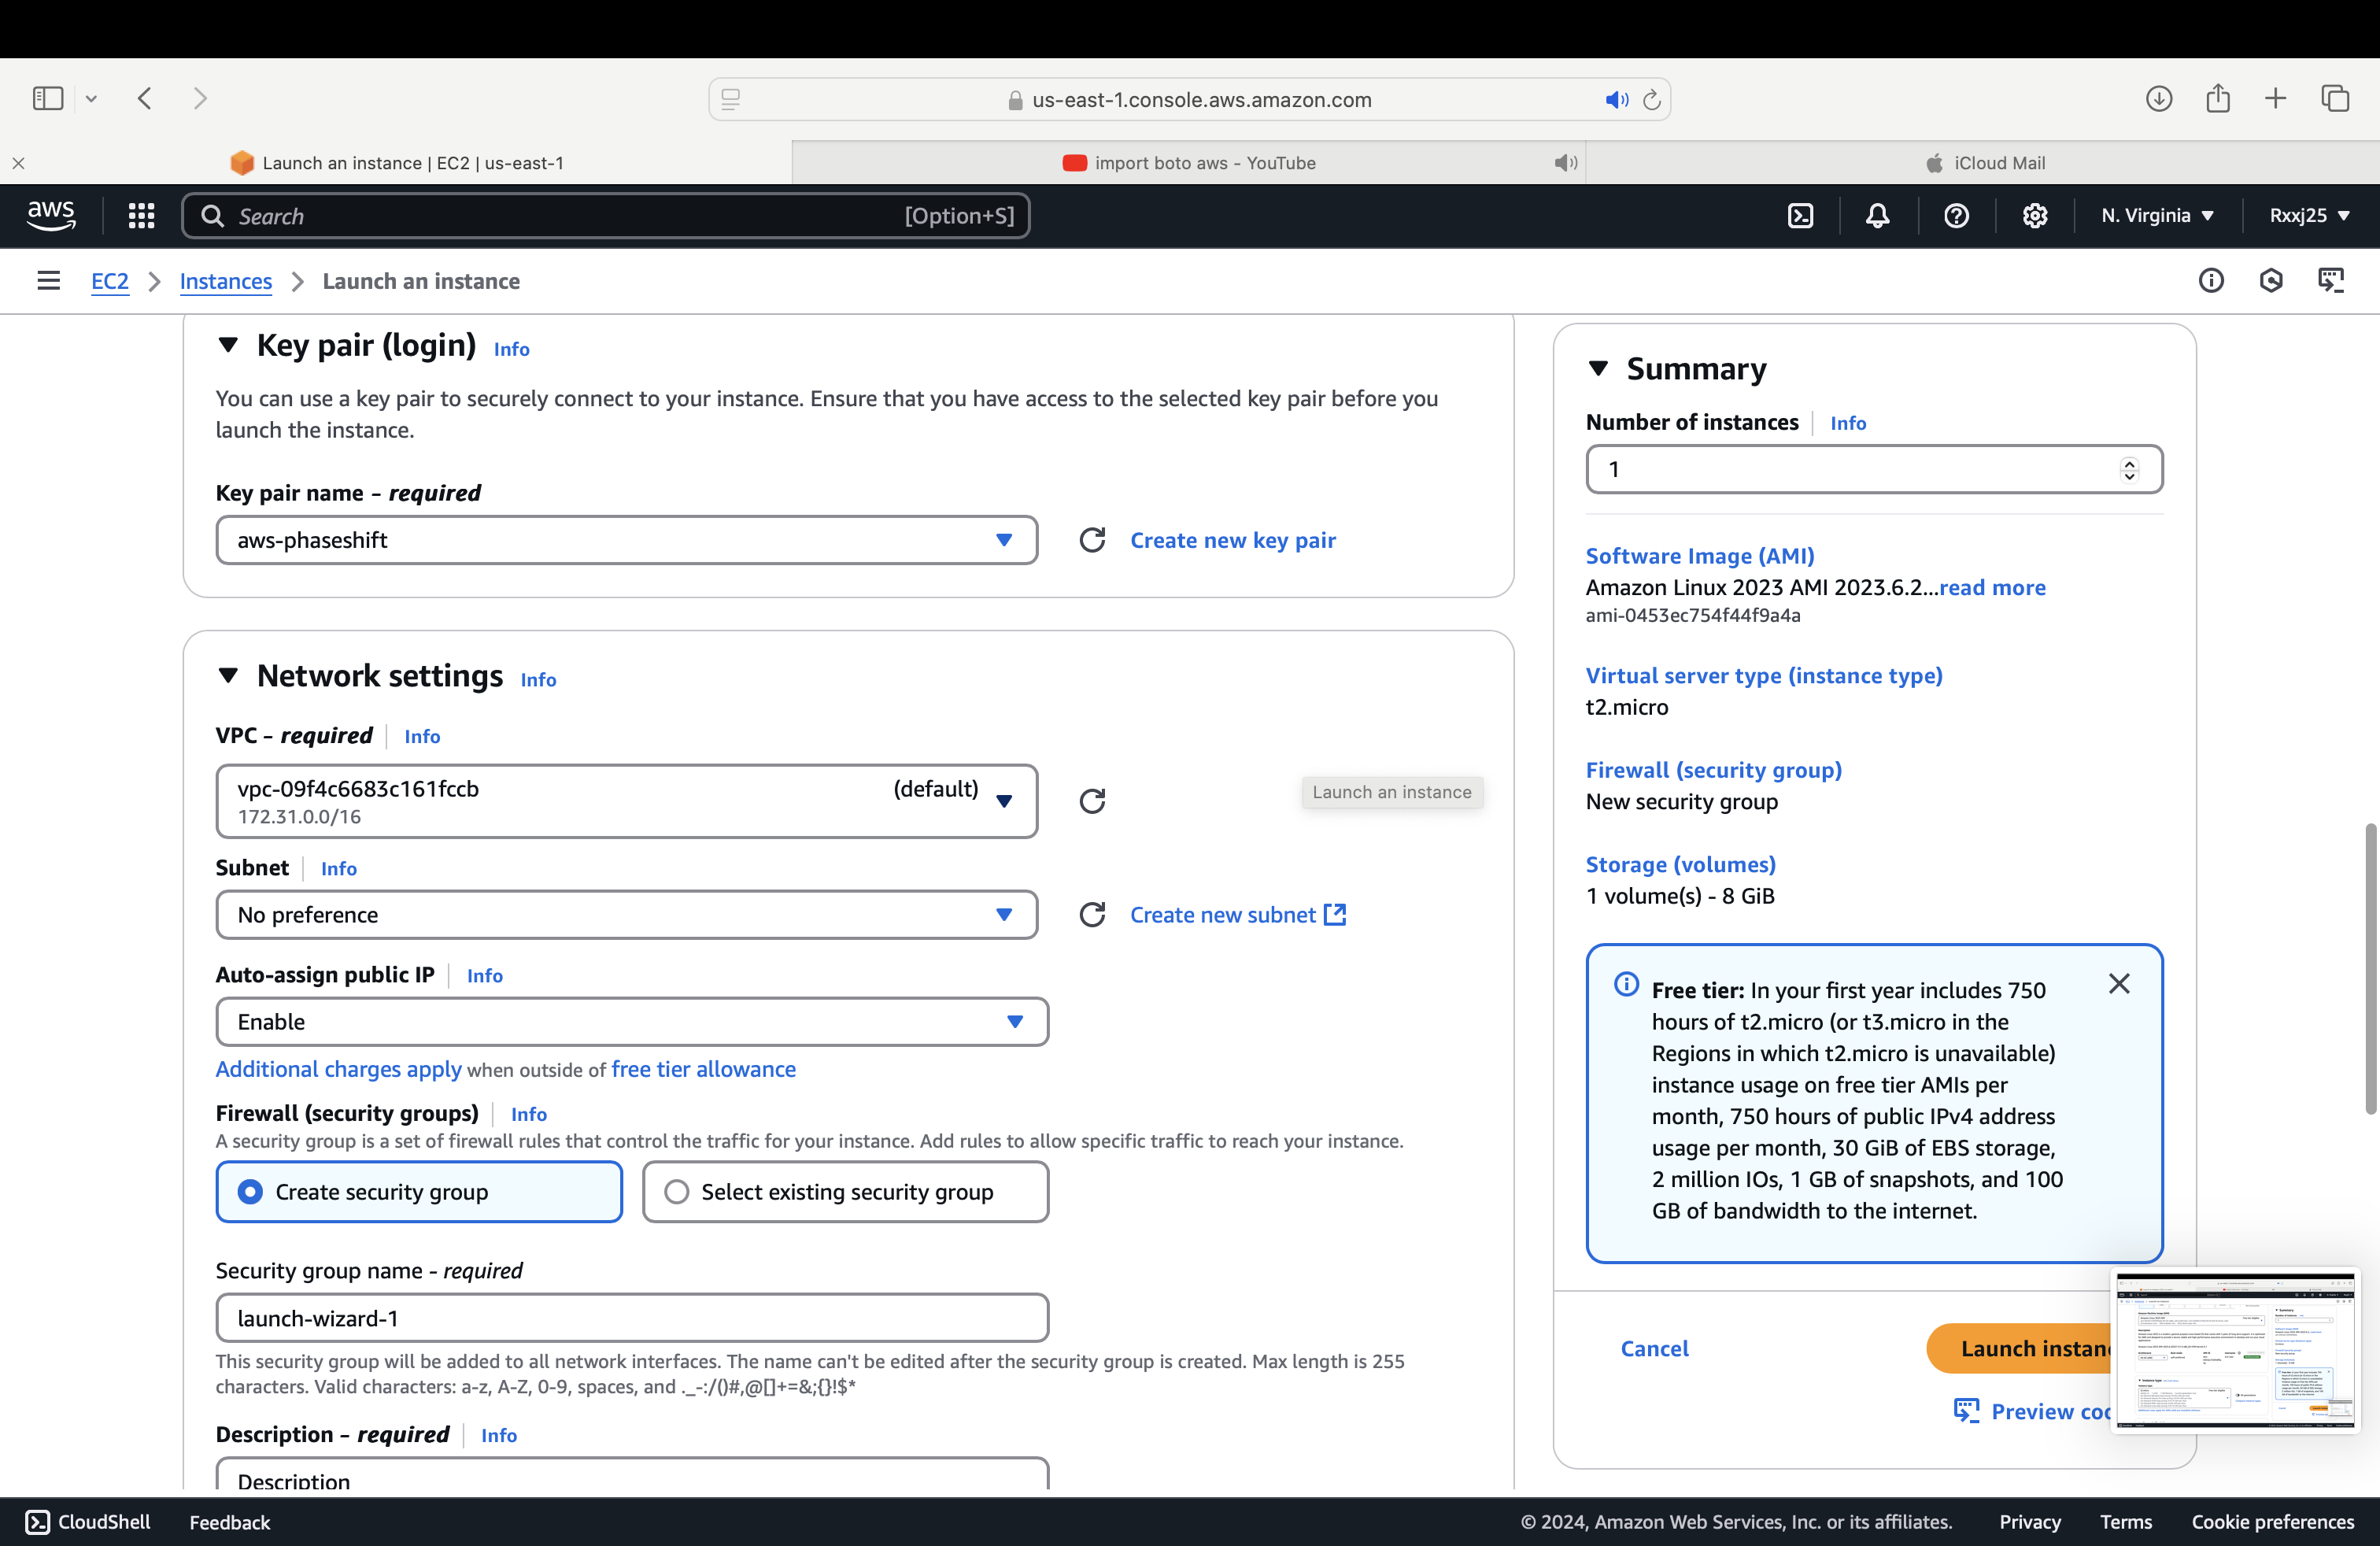 us-east-1.console.aws.amazon.com
Launch an instance | EC2 | us-east-1
import boto aws - YouTube
iCloud Mail
aws
Search
[Option+S]
N. Virginia
Rxxj25
EC2
Instances
Launch an instance
Key pair (login)
Info
You can use a key pair to securely connect to your instance. Ensure that you have access to the selected key pair before you
launch the instance.
Key pair name – required
aws-phaseshift
Create new key pair
Network settings
Info
VPC – required
Info
vpc-09f4c6683c161fccb
(default)
172.31.0.0/16
Launch an instance
Subnet
Info
No preference
Create new subnet
Auto-assign public IP
Info
Enable
Additional charges apply when outside of free tier allowance
Firewall (security groups)
Info
A security group is a set of firewall rules that control the traffic for your instance. Add rules to allow specific traffic to reach your instance.
Create security group
Select existing security group
Security group name - required
launch-wizard-1
This security group will be added to all network interfaces. The name can't be edited after the security group is created. Max length is 255
characters. Valid characters: a-z, A-Z, 0-9, spaces, and ._-:/()#,@[]+=&;{}!$*
Description – required
Info
Description
Summary
Number of instances
Info
1
Software Image (AMI)
Amazon Linux 2023 AMI 2023.6.2...read more
ami-0453ec754f44f9a4a
Virtual server type (instance type)
t2.micro
Firewall (security group)
New security group
Storage (volumes)
1 volume(s) - 8 GiB
Free tier: In your first year includes 750
hours of t2.micro (or t3.micro in the
Regions in which t2.micro is unavailable)
instance usage on free tier AMIs per
month, 750 hours of public IPv4 address
usage per month, 30 GiB of EBS storage,
2 million IOs, 1 GB of snapshots, and 100
GB of bandwidth to the internet.
Cancel
Launch instan
Preview co
CloudShell
Feedback
© 2024, Amazon Web Services, Inc. or its affiliates.
Privacy
Terms
Cookie preferences